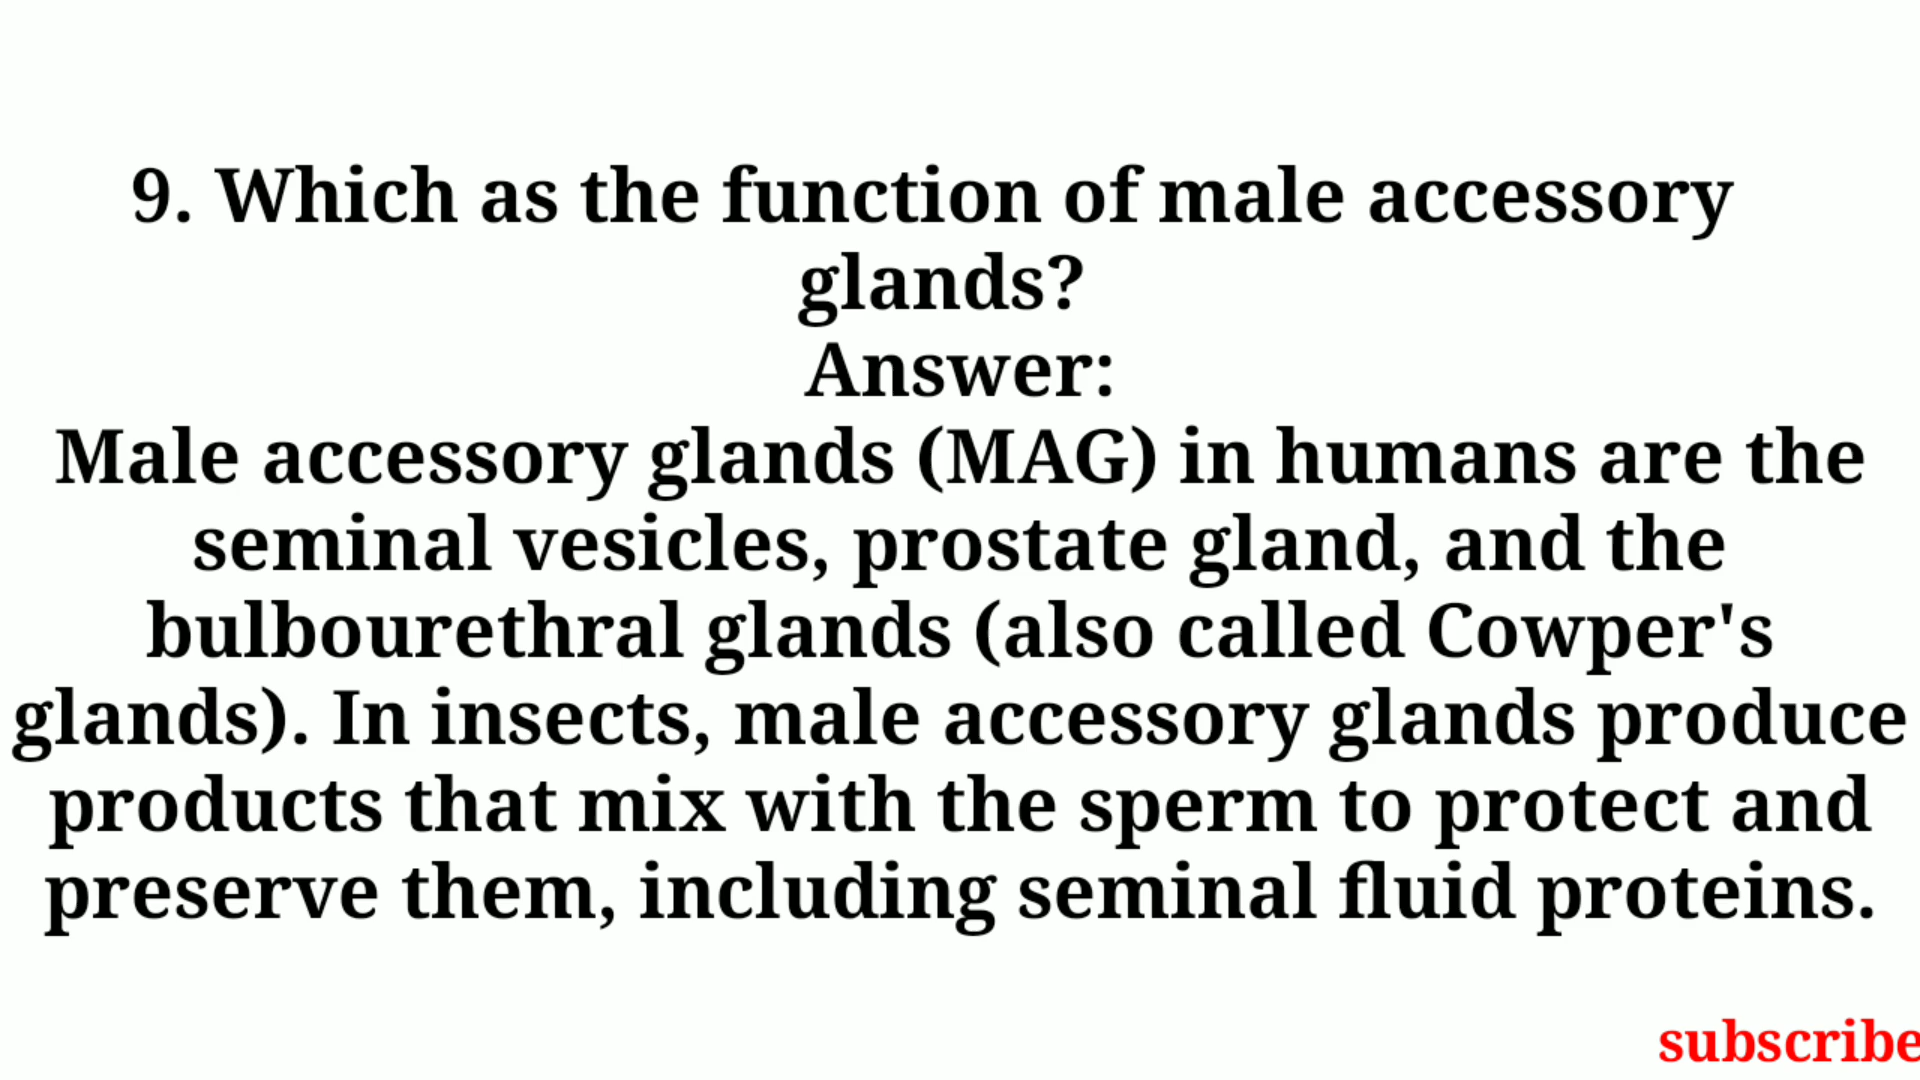 9. Which as the function of male accessory
glands?
Answer:
Male accessory glands (MAG) in humans are the
seminal vesicles, prostate gland, and the
bulbourethral glands (also called Cowper's
glands). In insects, male accessory glands produce
products that mix with the sperm to protect and
preserve them, including seminal fluid proteins.
subscribe